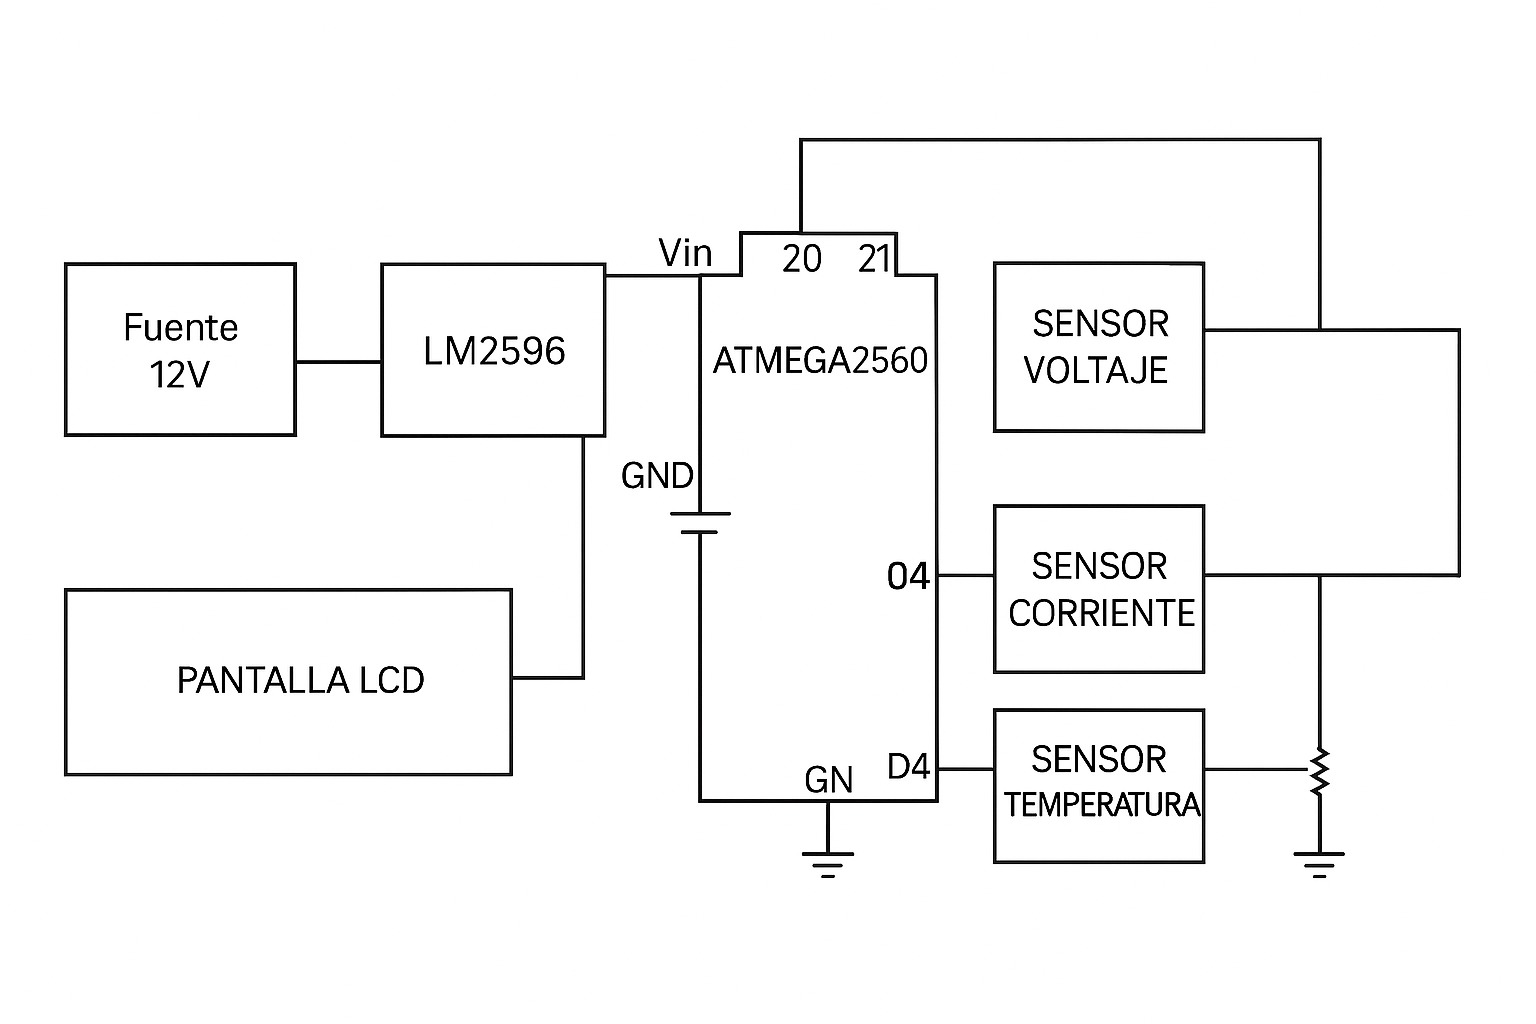 Fuente
12V
LM2596
Vin
20 21
ATMEGA2560
GND
04
D4
GN
SENSOR
VOLTAJE
SENSOR
CORRIENTE
SENSOR
TEMPERATURA
PANTALLA LCD